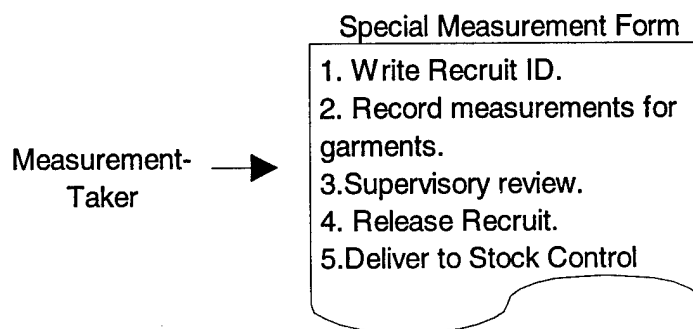 Special Measurement Form
1. Write Recruit ID.
2. Record measurements for
garments.
Measurement-
Taker
3.Supervisory review.
4. Release Recruit.
5.Deliver to Stock Control